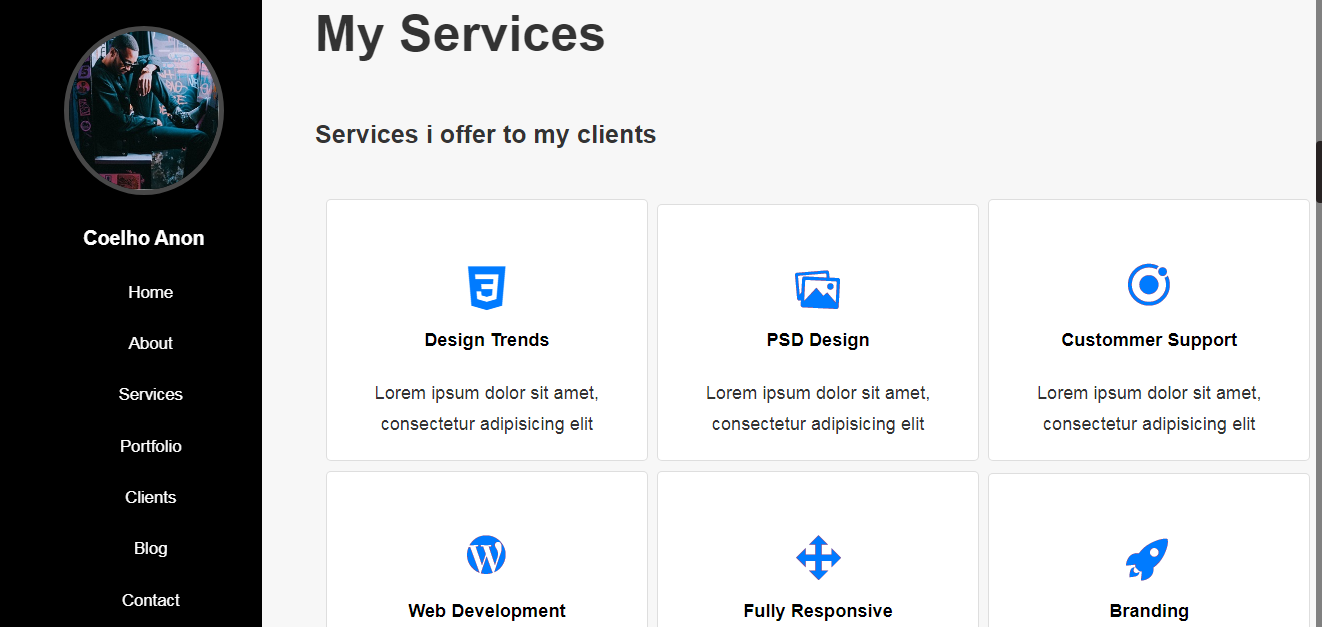 My Services
Services i offer to my clients
Coelho Anon
Home
About
Services
Portfolio
Clients
Blog
Contact
Design Trends
Lorem ipsum dolor sit amet,
consectetur adipisicing elit
PSD Design
Lorem ipsum dolor sit amet,
consectetur adipisicing elit
Custommer Support
Lorem ipsum dolor sit amet,
consectetur adipisicing elit
Web Development
Fully Responsive
Branding